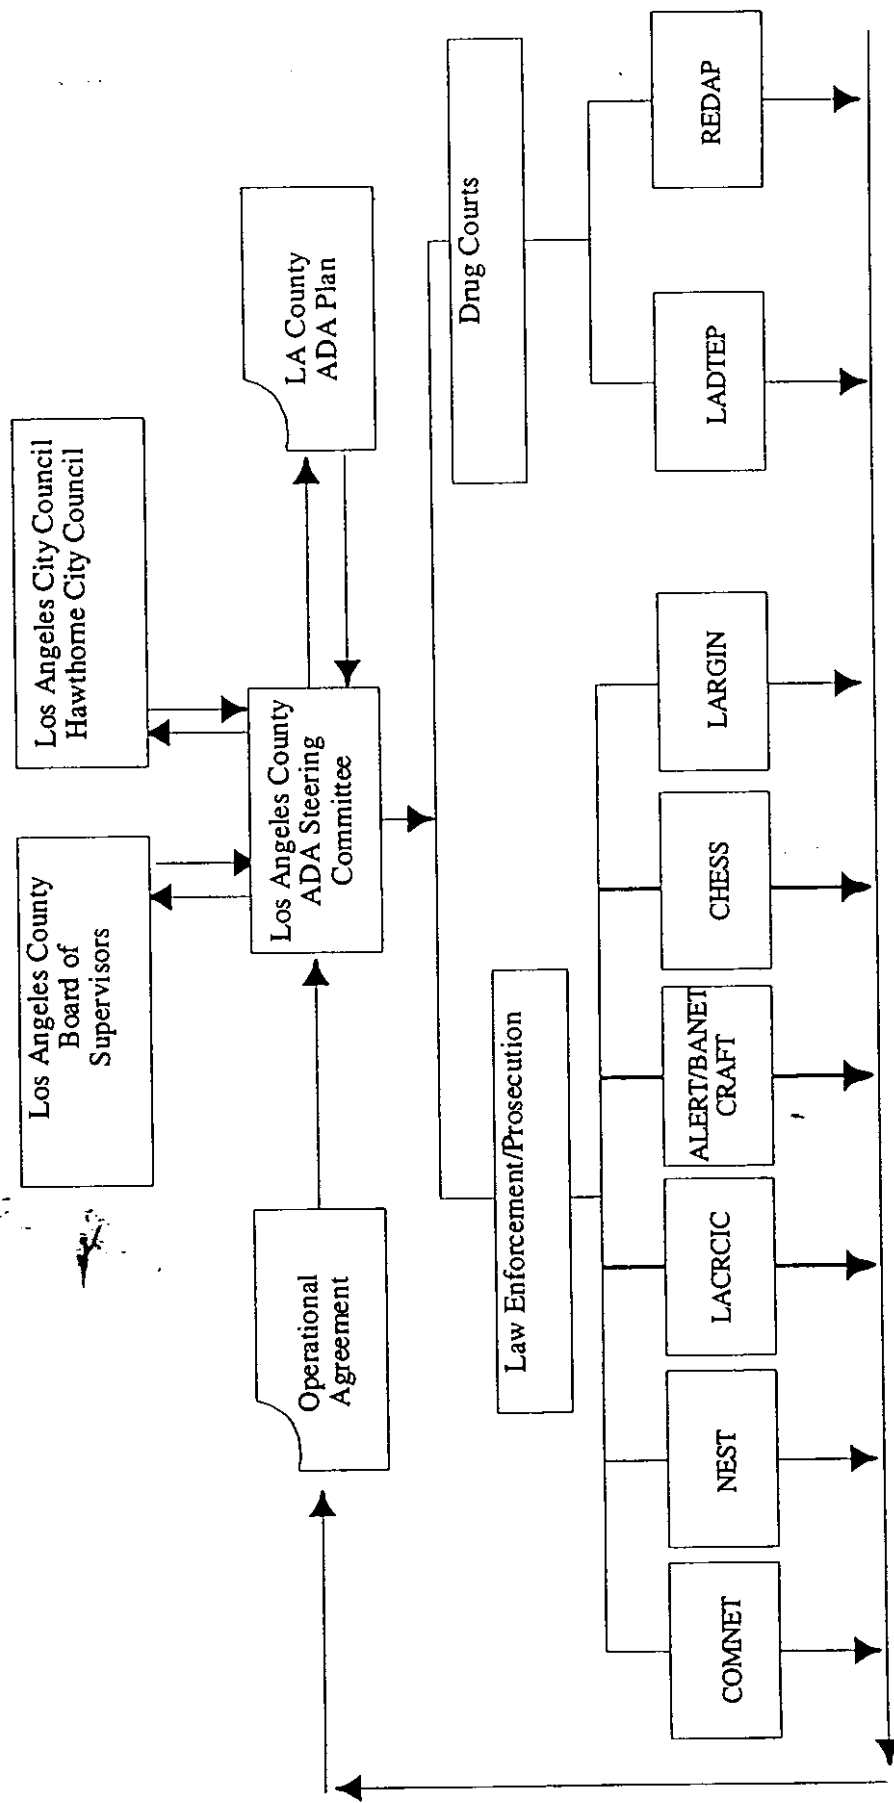 Los Angeles County
Board of
Supervisors
Los Angeles City Council
Hawthorne City Council
Operational
Agreement
Los Angeles County
ADA Steering
Committee
LA County
ADA Plan
Law Enforcement/Prosecution
Drug Courts
COMNET
NEST
LACRCIC
ALERT/BANET
CRAFT
CHESS
LARGIN
LADTEP
REDAP